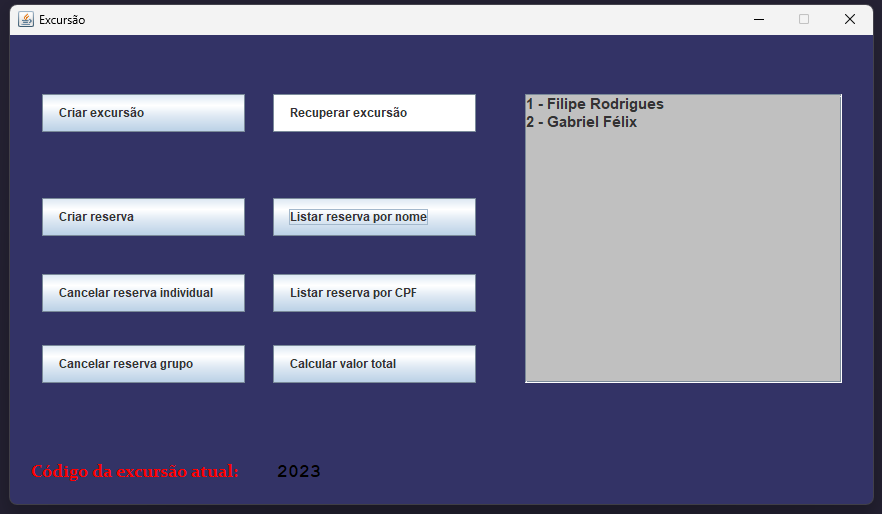 Excursão
Criar excursão
Recuperar excursão
1 - Filipe Rodrigues
2 - Gabriel Félix
Criar reserva
Listar reserva por nome
Cancelar reserva individual
Listar reserva por CPF
Cancelar reserva grupo
Calcular valor total
Código da excursão atual: 2023